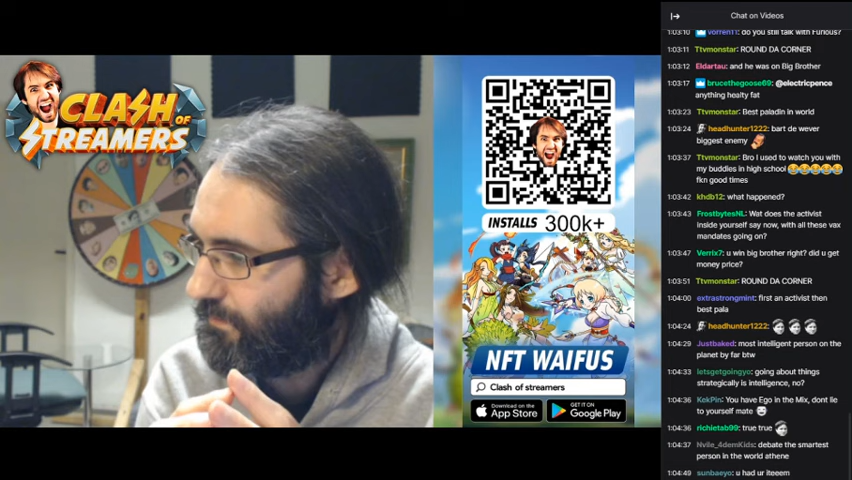 CLASH OF
STREAMERS
INSTALLS 300k+
NFT WAIFUS
Clash of streamers
Download on the
App Store
GET IT ON
Google Play
Chat on Videos
1:03:10 vorren11: do you still talk with Furious?
1:03:11 Ttvmonstar: ROUND DA CORNER
1:03:12 Eldartau: and he was on Big Brother
1:03:17 brucethegoose69: @electricpence
anything healty fat
1:03:23 Ttvmonstar: Best paladin in world
1:03:24 headhunter1222: bart de wever
biggest enemy
1:03:37 Ttvmonstar: Bro I used to watch you with
my buddies in high school 😂😂😂😂😂
fkn good times
1:03:42 khdb12: what happened?
1:03:43 FrostbytesNL: Wat does the activist
inside yourself say now, with all these vax
mandates going on?
1:03:47 Verrix7: u win big brother right? did u get
money price?
1:03:51 Ttvmonstar: ROUND DA CORNER
1:04:00 extrastrongmint: first an activist then
best pala
1:04:24 headhunter1222:
1:04:29 Justbaked: most intelligent person on the
planet by far btw
1:04:33 letsgetgoingyo: going about things
strategically is intelligence, no?
1:04:36 KekPin: You have Ego in the Mix, dont lie
to yourself mate
1:04:36 richietab99: true true
1:04:37 Nvile_4demKids: debate the smartest
person in the world athene
1:04:49 sunbaeyo: u had ur iteeem